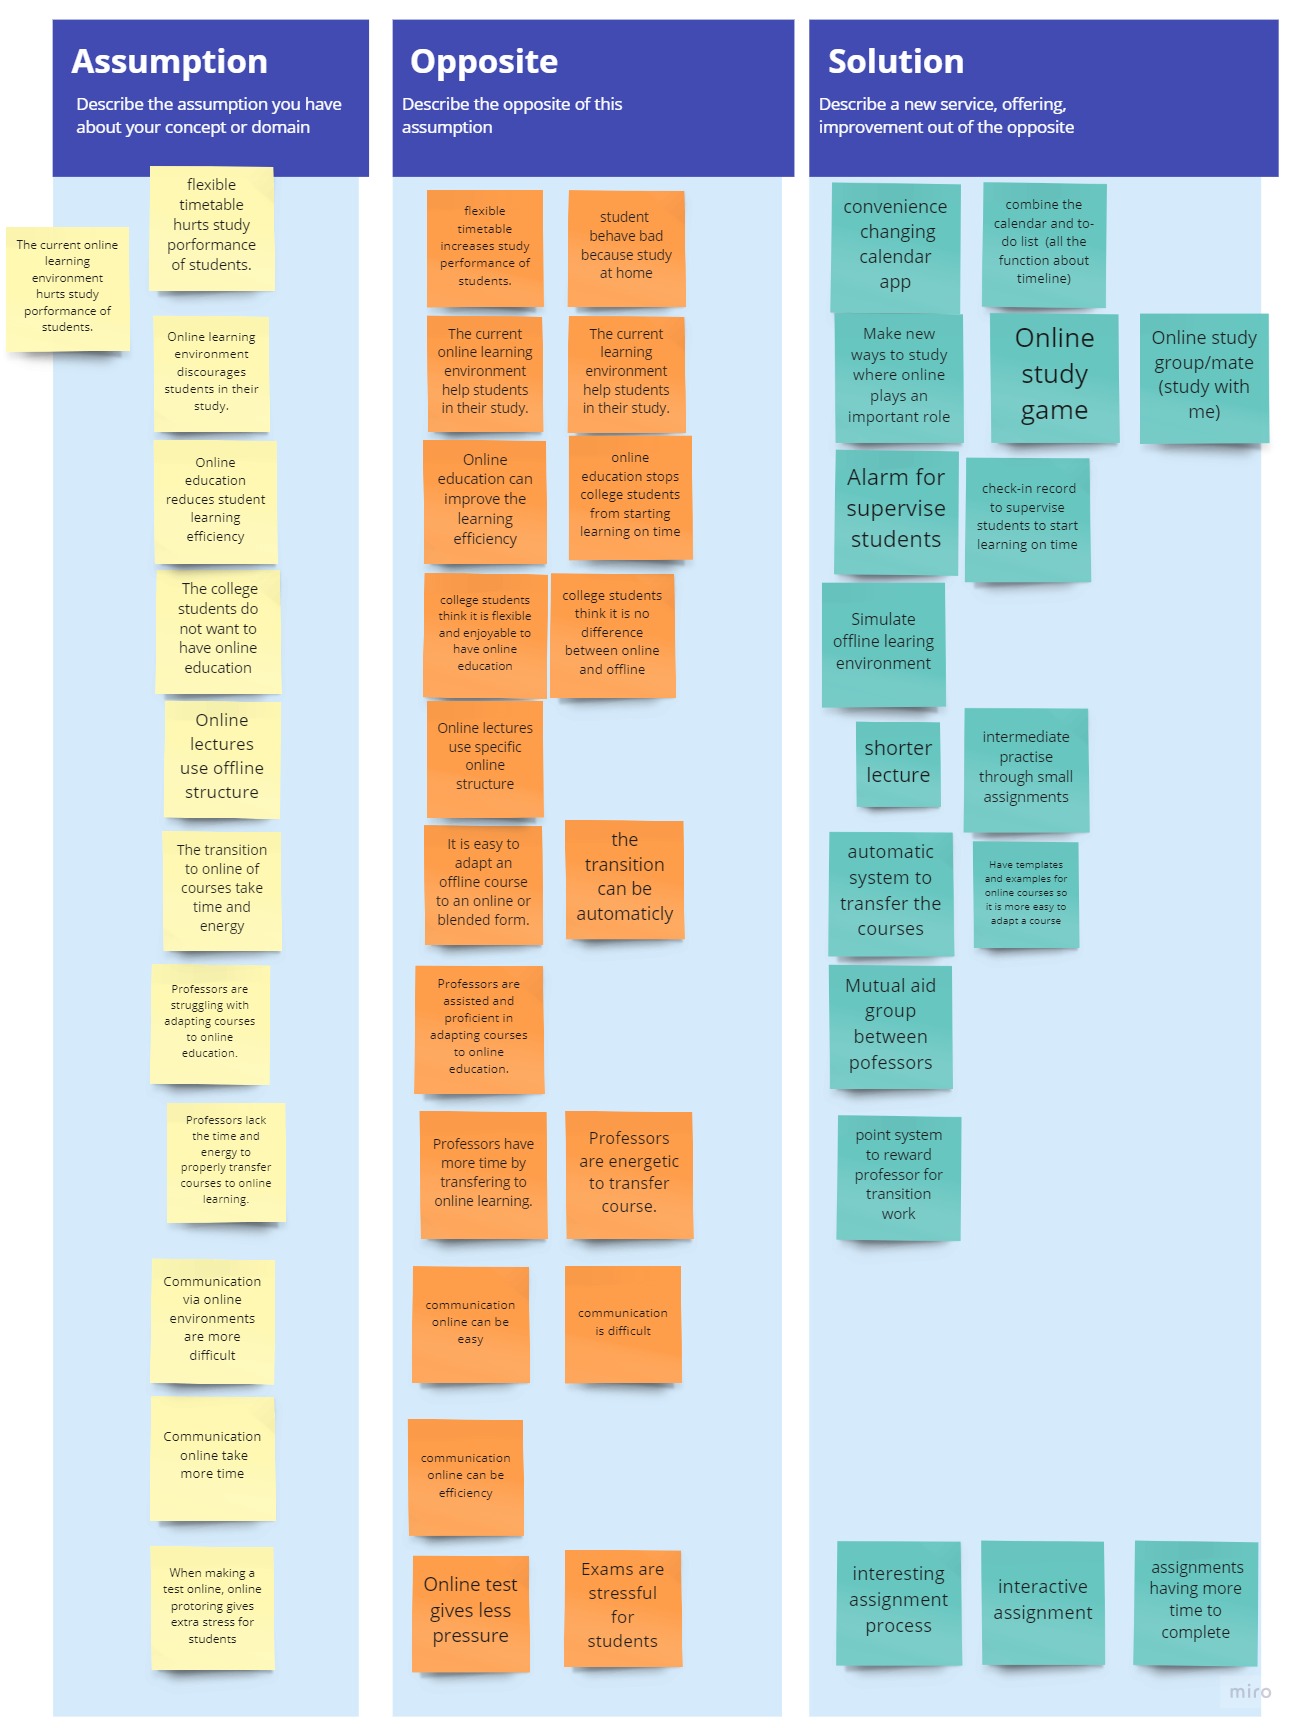 Assumption
Describe the assumption you have
about your concept or domain
Opposite
Describe the opposite of this
assumption
Solution
Describe a new service, offering,
improvement out of the opposite
The current online
learning
environment
hurts study
porformance of
students.
flexible
timetable
hurts study
porformance
of students.
flexible
timetable
increases study
performance of
students.
student
behave bad
because study
at home
convenience
changing
calendar
app
combine the
calendar and to-
do list (all the
function about
timeline)
Online learning
environment
discourages
students in their
study.
The current
online learning
environment
help students
in their study.
The current
learning
environment
help students
in their study.
Make new
ways to study
where online
plays an
important role
Online
study
game
Online study
group/mate
(study with
me)
Online
education
reduces student
learning
efficiency
Online
education can
improve the
learning
efficiency
online
education stops
college students
from starting
learning on time
Alarm for
supervise
students
check-in record
to supervise
students to start
learning on time
The college
students do
not want to
have online
education
college students
think it is flexible
and enjoyable to
have online
education
college students
think it is no
difference
between online
and offline
Simulate
offline learing
environment
Online
lectures
use offline
structure
Online lectures
use specific
online
structure
shorter
lecture
intermediate
practise
through small
assignments
The transition
to online of
courses take
time and
energy
It is easy to
adapt an
offline course
to an online or
blended form.
the
transition
can be
automaticly
automatic
system to
transfer the
courses
Have templates
and examples for
online courses so
it is more easy to
adapt a course
Professors are
struggling with
adapting courses
to online
education.
Professors are
assisted and
proficient in
adapting courses
to online
education.
Mutual aid
group
between
pofessors
Professors lack
the time and
energy to
properly transfer
courses to online
learning.
Professors have
more time by
transfering to
online learning.
Professors
are energetic
to transfer
course.
point system
to reward
professor for
transition
work
Communication
via online
environments
are more
difficult
communication
online can be
easy
communication
is difficult
Communication
online take
more time
communication
online can be
efficiency
When making a
test online, online
protoring gives
extra stress for
students
Online test
gives less
pressure
Exams are
stressful
for
students
interesting
assignment
process
interactive
assignment
assignments
having more
time to
complete
miro